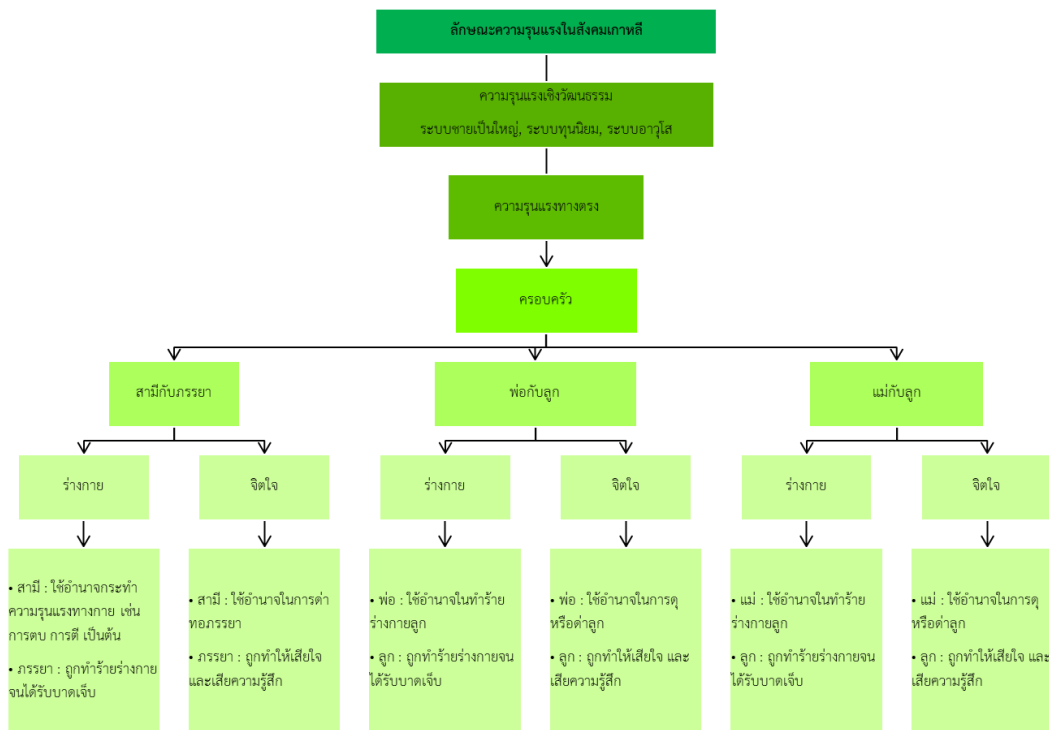 ลักษณะความรุนแรงในสังคมเกาหลี
ความรุนแรงเชิงวัฒนธรรม
ระบบชายเป็นใหญ่, ระบบทุนนิยม, ระบบอาวุโส
ความรุนแรงทางตรง
ครอบครัว
สามีกับภรรยา
พ่อกับลูก
แม่กับลูก
ร่างกาย
จิตใจ
ร่างกาย
จิตใจ
ร่างกาย
จิตใจ
• สามี : ใช้อำนาจกระทำ
ความรุนแรงทางกาย เช่น
การตบ การตี เป็นต้น
• ภรรยา : ถูกทำร้ายร่างกาย
จนได้รับบาดเจ็บ
• สามี : ใช้อำนาจในการด่า
ทอภรรยา
• ภรรยา : ถูกทำให้เสียใจ
และเสียความรู้สึก
• พ่อ : ใช้อำนาจในทำร้าย
ร่างกายลูก
• ลูก : ถูกทำร้ายร่างกายจน
ได้รับบาดเจ็บ
• พ่อ : ใช้อำนาจในการดุ
หรือด่าลูก
• ลูก : ถูกทำให้เสียใจ และ
เสียความรู้สึก
• แม่ : ใช้อำนาจในทำร้าย
ร่างกายลูก
• ลูก : ถูกทำร้ายร่างกายจน
ได้รับบาดเจ็บ
• แม่ : ใช้อำนาจในการดุ
หรือด่าลูก
• ลูก : ถูกทำให้เสียใจ และ
เสียความรู้สึก